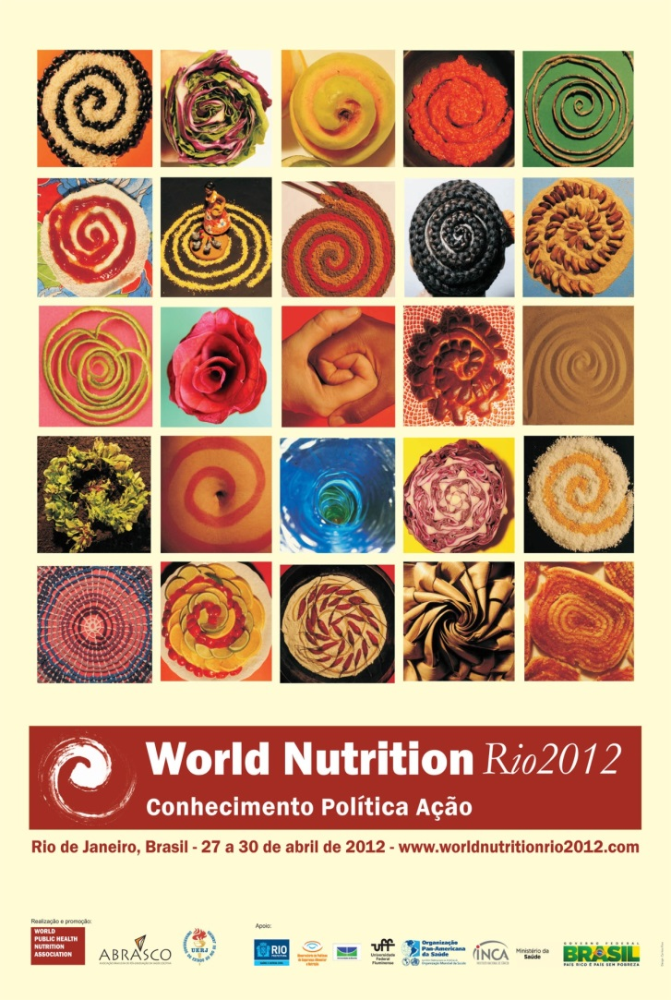 World Nutrition Rio2012
Conhecimento Política Ação
Rio de Janeiro, Brasil - 27 a 30 de abril de 2012 - www.worldnutritionrio2012.com
Realização e promoção:
WORLD
PUBLIC HEALTH
NUTRITION
ASSOCIATION
ABRASCO
UERJ
Apoio:
RIO
uff
Universidade
Federal
Fluminense
Organização
Pan-Americana
da Saúde
INCA
Ministério da
Saúde
GOVERNO FEDERAL
BRASIL
PAÍS RICO É PAÍS SEM POBREZA